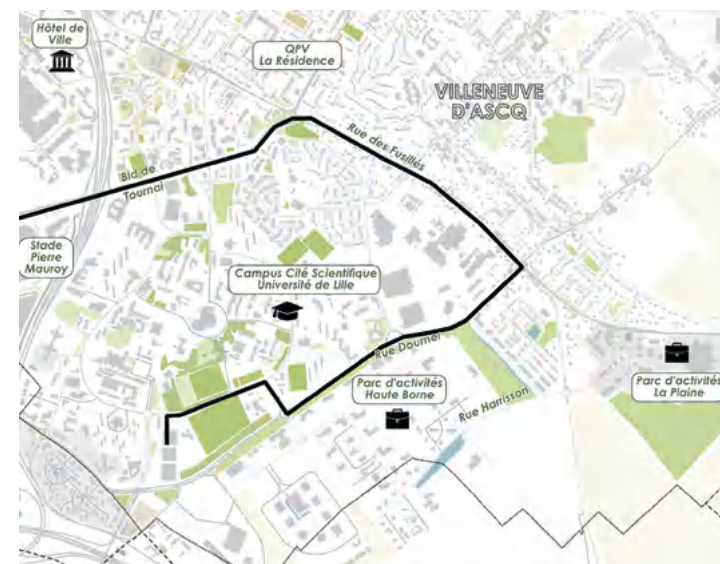 Hôtel de
Ville
QPV
La Résidence
VILLENEUVE
D'ASCQ
Rue des Fusillés
Bld de
Tournai
Stade
Pierre
Mauroy
Campus Cité Scientifique
Université de Lille
Rue Doumer
Parc d'activités
Haute Borne
Rue Harrisson
Parc d'activités
La Plaine